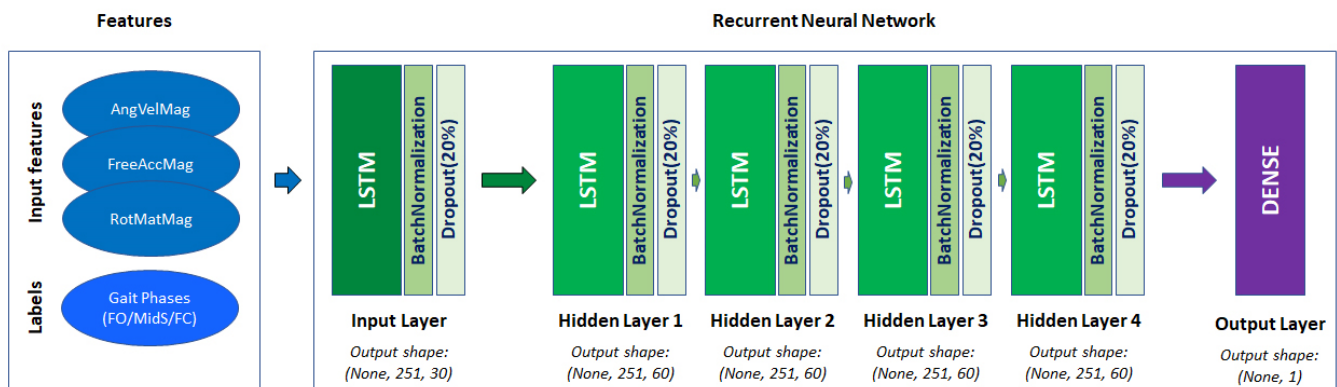 Features
Recurrent Neural Network
Input features
AngVelMag
FreeAccMag
RotMatMag
Labels
Gait Phases
(FO/MidS/FC)
LSTM
BatchNormalization
Dropout(20%)
Input Layer
Output shape:
(None, 251, 30)
LSTM
BatchNormalization
Dropout(20%)
Hidden Layer 1
Output shape:
(None, 251, 60)
LSTM
BatchNormalization
Dropout(20%)
Hidden Layer 2
Output shape:
(None, 251, 60)
LSTM
BatchNormalization
Dropout(20%)
Hidden Layer 3
Output shape:
(None, 251, 60)
LSTM
BatchNormalization
Dropout(20%)
Hidden Layer 4
Output shape:
(None, 251, 60)
DENSE
Output Layer
Output shape:
(None, 1)